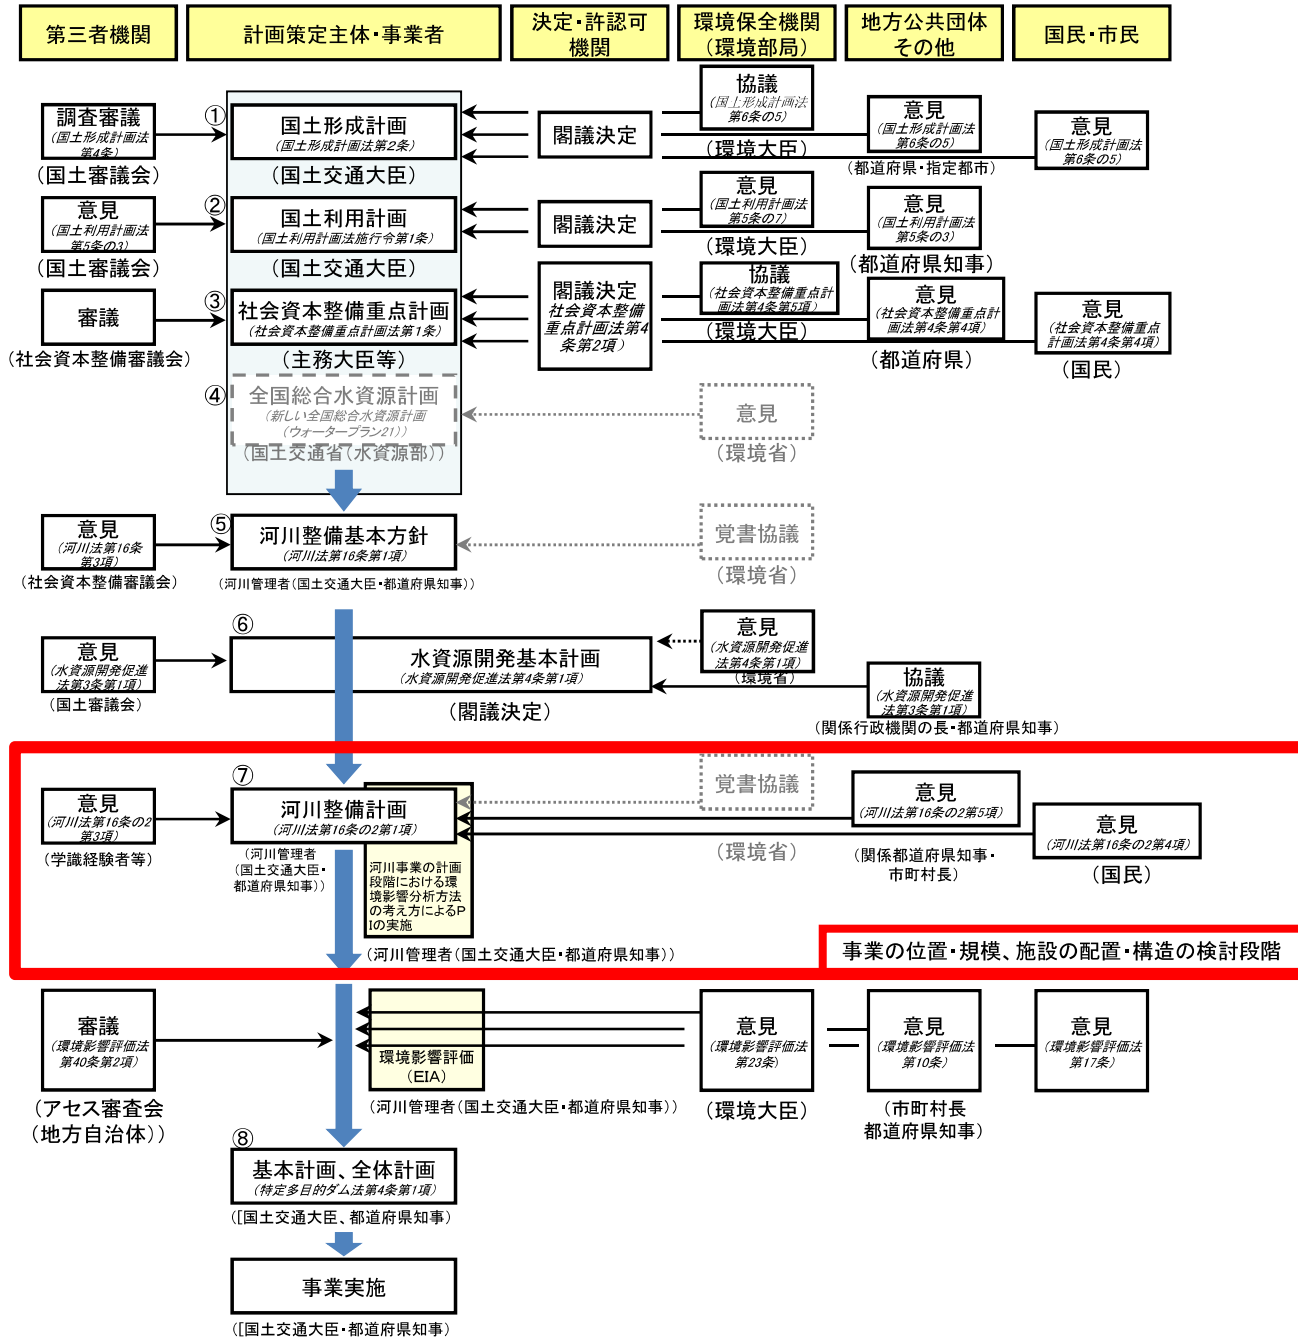 第三者機関
計画策定主体・事業者
決定・許認可
機関
環境保全機関
（環境部局）
地方公共団体
その他
国民・市民
調査審議
（国土形成計画法
第4条）
（国土審議会）
①
国土形成計画
（国土形成計画法第2条）
（国土交通大臣）
閣議決定
協議
（国土形成計画法
第6条の5）
（環境大臣）
意見
（国土形成計画法
第6条の5）
（都道府県・指定都市）
意見
（国土形成計画法
第6条の5）
意見
（国土利用計画法
第5条の3）
（国土審議会）
②
国土利用計画
（国土利用計画法施行令第1条）
（国土交通大臣）
閣議決定
意見
（国土利用計画法
第5条の7）
（環境大臣）
意見
（国土利用計画法
第5条の3）
（都道府県知事）
審議
（社会資本整備審議会）
③
社会資本整備重点計画
（社会資本整備重点計画法第1条）
（主務大臣等）
閣議決定
社会資本整備
重点計画法第4
条第2項）
協議
（社会資本整備重点計
画法第4条第5項）
（環境大臣）
意見
（社会資本整備重点計
画法第4条第4項）
（都道府県）
意見
（社会資本整備重点
計画法第4条第4項）
（国民）
④
全国総合水資源計画
（新しい全国総合水資源計画
（ウォータープラン21））
（国土交通省（水資源部））
意見
（環境省）
意見
（河川法第16条
第3項）
（社会資本整備審議会）
⑤
河川整備基本方針
（河川法第16条第1項）
（河川管理者（国土交通大臣・都道府県知事））
覚書協議
（環境省）
意見
（水資源開発促進
法第3条第1項）
（国土審議会）
⑥
水資源開発基本計画
（水資源開発促進法第4条第1項）
（閣議決定）
意見
（水資源開発促進
法第4条第1項）
（環境省）
協議
（水資源開発促進
法第3条第1項）
（関係行政機関の長・都道府県知事）
意見
（河川法第16条の2
第3項）
（学識経験者等）
⑦
河川整備計画
（河川法第16条の2第1項）
（河川管理者
（国土交通大臣・
都道府県知事））
河川事業の計画
段階における環
境影響分析方法
の考え方によるP
Iの実施
（河川管理者（国土交通大臣・都道府県知事））
覚書協議
（環境省）
意見
（河川法第16条の2第5項）
（関係都道府県知事・
市町村長）
意見
（河川法第16条の2第4項）
（国民）
事業の位置・規模、施設の配置・構造の検討段階
審議
（環境影響評価法
第40条第2項）
（アセス審査会
（地方自治体））
環境影響評価
（EIA）
（河川管理者（国土交通大臣・都道府県知事））
意見
（環境影響評価法
第23条）
（環境大臣）
意見
（環境影響評価法
第10条）
（市町村長
都道府県知事）
意見
（環境影響評価法
第17条）
⑧
基本計画、全体計画
（特定多目的ダム法第4条第1項）
（[国土交通大臣、都道府県知事）
事業実施
（[国土交通大臣・都道府県知事）